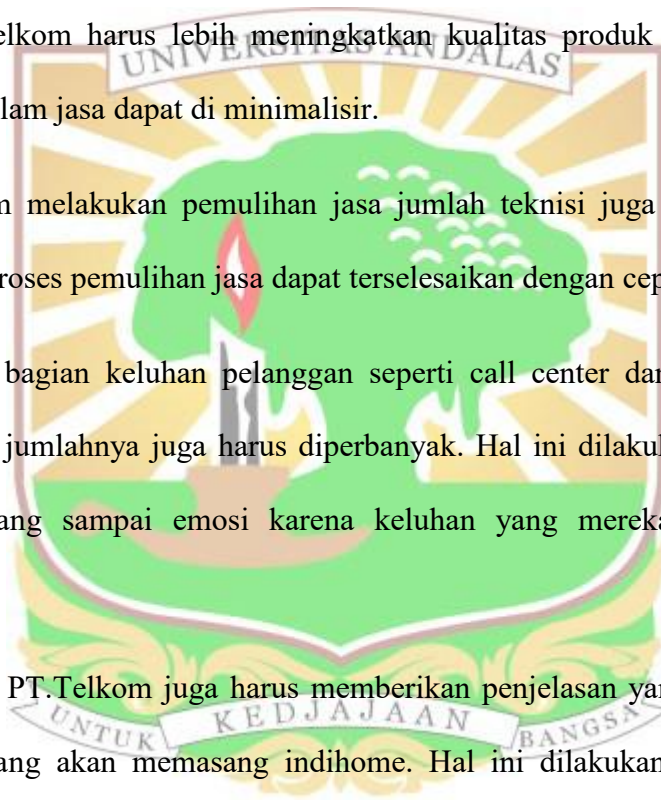 elkom harus lebih meningkatkan kualitas produk
UNIVERSITAS ANDALAS
lam jasa dapat di minimalisir.
melakukan pemulihan jasa jumlah teknisi juga
roses pemulihan jasa dapat terselesaikan dengan cep
bagian keluhan pelanggan seperti call center dar
jumlahnya juga harus diperbanyak. Hal ini dilakuk
ang sampai emosi karena keluhan yang mereka
PT.Telkom juga harus memberikan penjelasan yan
UNTUK KEDJAJAAN BANGSA
ang akan memasang indihome. Hal ini dilakukan